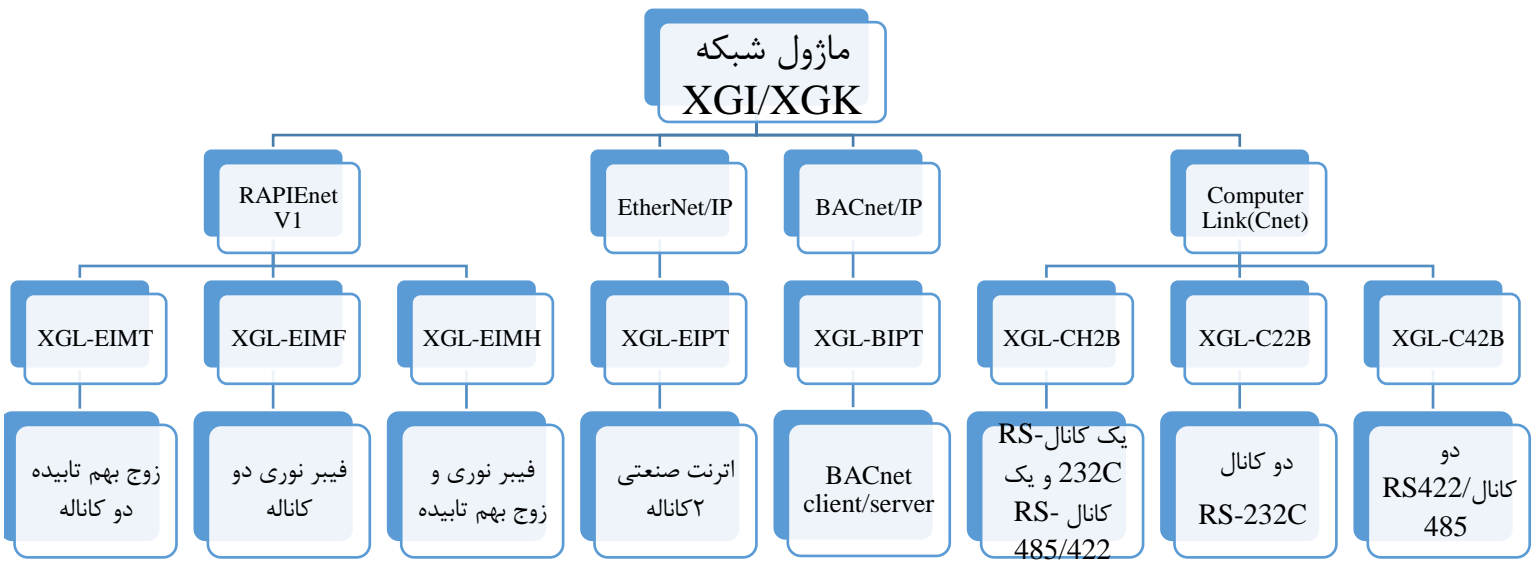 ماژول شبکه
XGI/XGK
RAPIEnet
V1
EtherNet/IP
BACnet/IP
Computer
Link(Cnet)
XGL-EIMT
XGL-EIMF
XGL-EIMH
XGL-EIPT
XGL-BIPT
XGL-CH2B
XGL-C22B
XGL-C42B
زوج بهم تابیده
دو کاناله
فیبر نوری دو
کاناله
فیبر نوری و
زوج بهم تابیده
اترنت صنعتی
۲کاناله
BACnet
client/server
یک کانال RS-
232C و یک
کانال RS-
485/422
دو کانال
RS-232C
دو
کانال RS422/
485